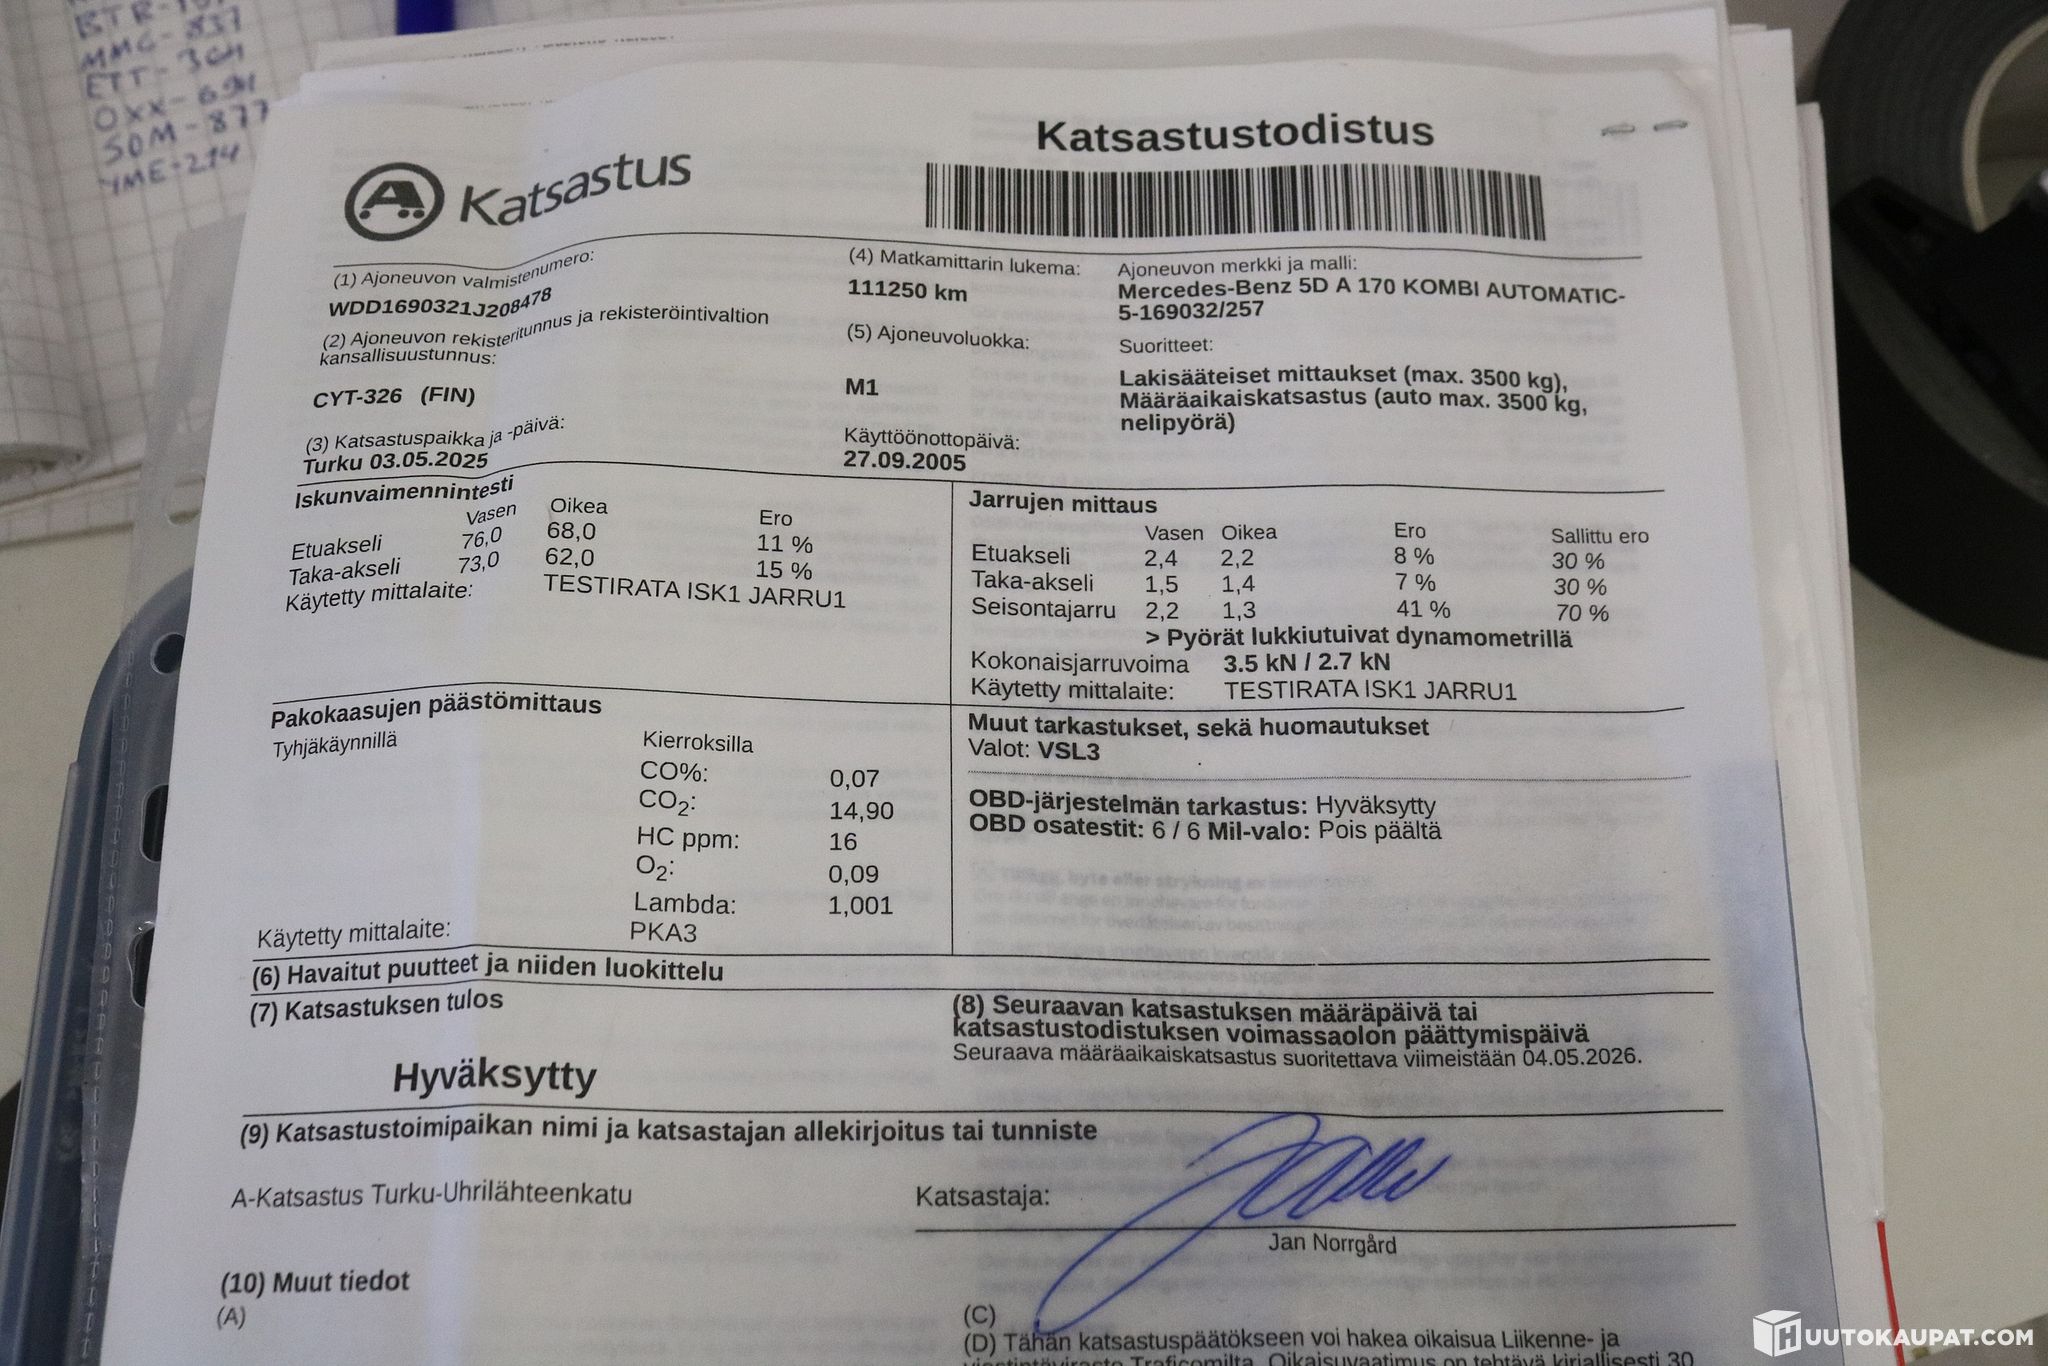 MMG-837
ETT-364
OXX-694
SOM-877
YME-214
A Katsastus
Katsastustodistus
(1) Ajoneuvon valmistenumero:
WDD1690321J208478
(2) Ajoneuvon rekisteritunnus ja rekisteröintivaltion
kansallisuustunnus:
CYT-326 (FIN)
(3) Katsastuspaikka ja -päivä:
Turku 03.05.2025
(4) Matkamittarin lukema:
111250 km
(5) Ajoneuvoluokka:
M1
Käyttöönottopäivä:
27.09.2005
Ajoneuvon merkki ja malli:
Mercedes-Benz 5D A 170 KOMBI AUTOMATIC-
5-169032/257
Suoritteet:
Lakisääteiset mittaukset (max. 3500 kg),
Määräaikaiskatsastus (auto max. 3500 kg,
nelipyörä)
Iskunvaimennintesti
Vasen Oikea Ero
Etuakseli 76,0 68,0 11 %
Taka-akseli 73,0 62,0 15 %
Käytetty mittalaite: TESTIRATA ISK1 JARRU1
Jarrujen mittaus
Vasen Oikea Ero Sallittu ero
Etuakseli 2,4 2,2 8 % 30 %
Taka-akseli 1,5 1,4 7 % 30 %
Seisontajarru 2,2 1,3 41 % 70 %
> Pyörät lukkiutuivat dynamometrillä
Kokonaisjarruvoima 3.5 kN / 2.7 kN
Käytetty mittalaite: TESTIRATA ISK1 JARRU1
Pakokaasujen päästömittaus
Tyhjäkäynnillä Kierroksilla
CO%: 0,07
CO2: 14,90
HC ppm: 16
O2: 0,09
Lambda: 1,001
Käytetty mittalaite: PKA3
Muut tarkastukset, sekä huomautukset
Valot: VSL3
OBD-järjestelmän tarkastus: Hyväksytty
OBD osatestit: 6 / 6 Mil-valo: Pois päältä
(6) Havaitut puutteet ja niiden luokittelu
(7) Katsastuksen tulos
Hyväksytty
(8) Seuraavan katsastuksen määräpäivä tai
katsastustodistuksen voimassaolon päättymispäivä
Seuraava määräaikaiskatsastus suoritettava viimeistään 04.05.2026.
(9) Katsastustoimipaikan nimi ja katsastajan allekirjoitus tai tunniste
A-Katsastus Turku-Uhrilähteenkatu
Katsastaja:
Jan Norrgård
(10) Muut tiedot
(A)
(C)
(D) Tähän katsastuspäätökseen voi hakea oikaisua Liikenne- ja
viestintävirasto Traficomilta. Oikaisuvaatimus on tehtävä kirjallisesti 30
HUUTOKAUPAT.COM